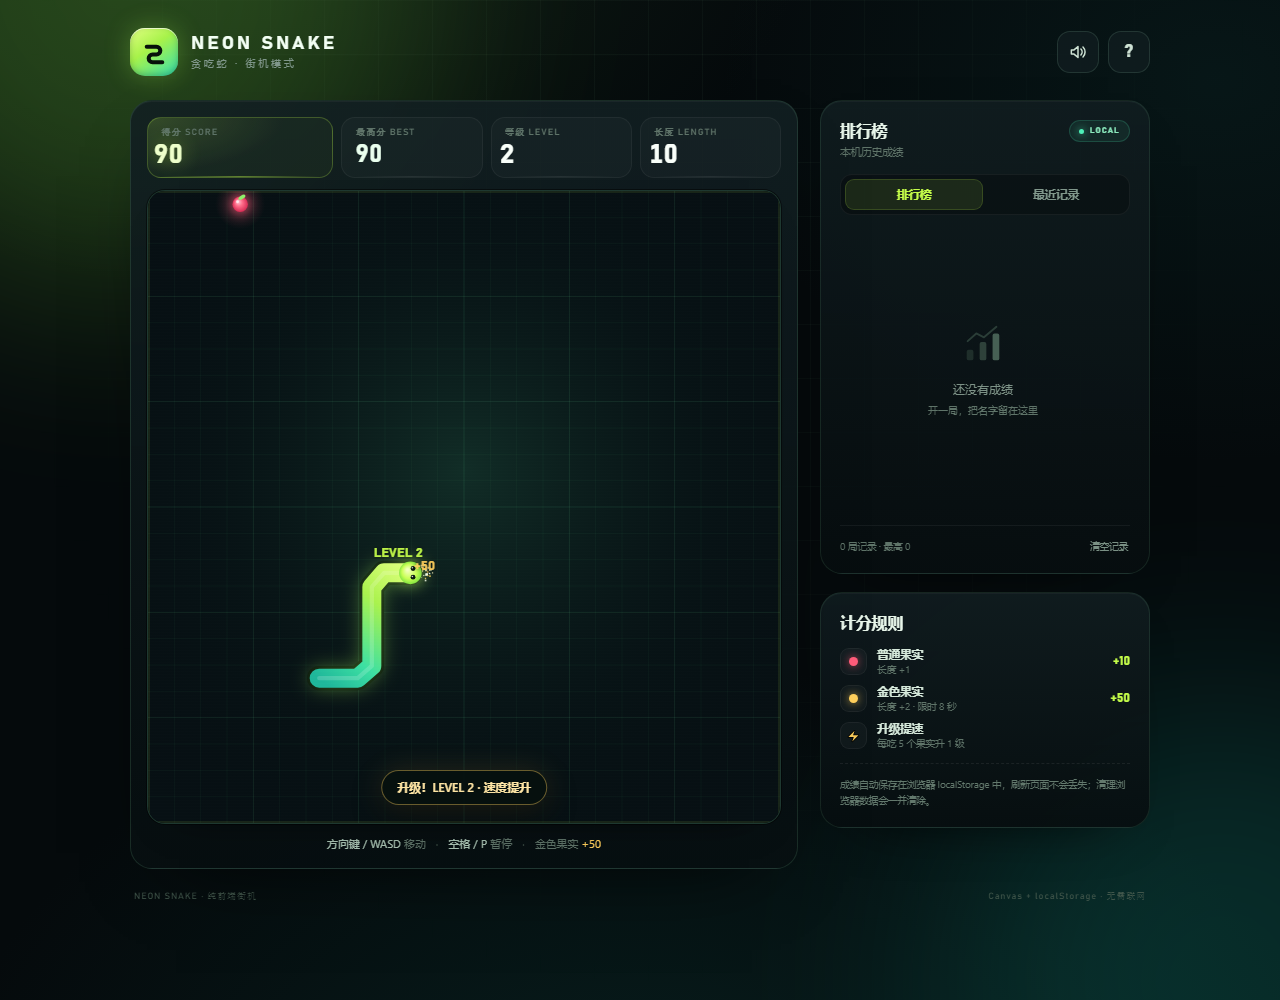 NEON SNAKE
贪吃蛇 · 街机模式
?
得分 SCORE
90
最高分 BEST
90
等级 LEVEL
2
长度 LENGTH
10
LEVEL 2
+50
升级！LEVEL 2 · 速度提升
方向键 / WASD 移动 · 空格 / P 暂停 · 金色果实 +50
排行榜
LOCAL
本机历史成绩
排行榜
最近记录
还没有成绩
开一局，把名字留在这里
0 局记录 · 最高 0
清空记录
计分规则
普通果实
长度 +1
+10
金色果实
长度 +2 · 限时 8 秒
+50
升级提速
每吃 5 个果实升 1 级
成绩自动保存在浏览器 localStorage 中，刷新页面不会丢失；清理浏
览器数据会一并清除。
NEON SNAKE · 纯前端街机
Canvas + localStorage · 无需联网